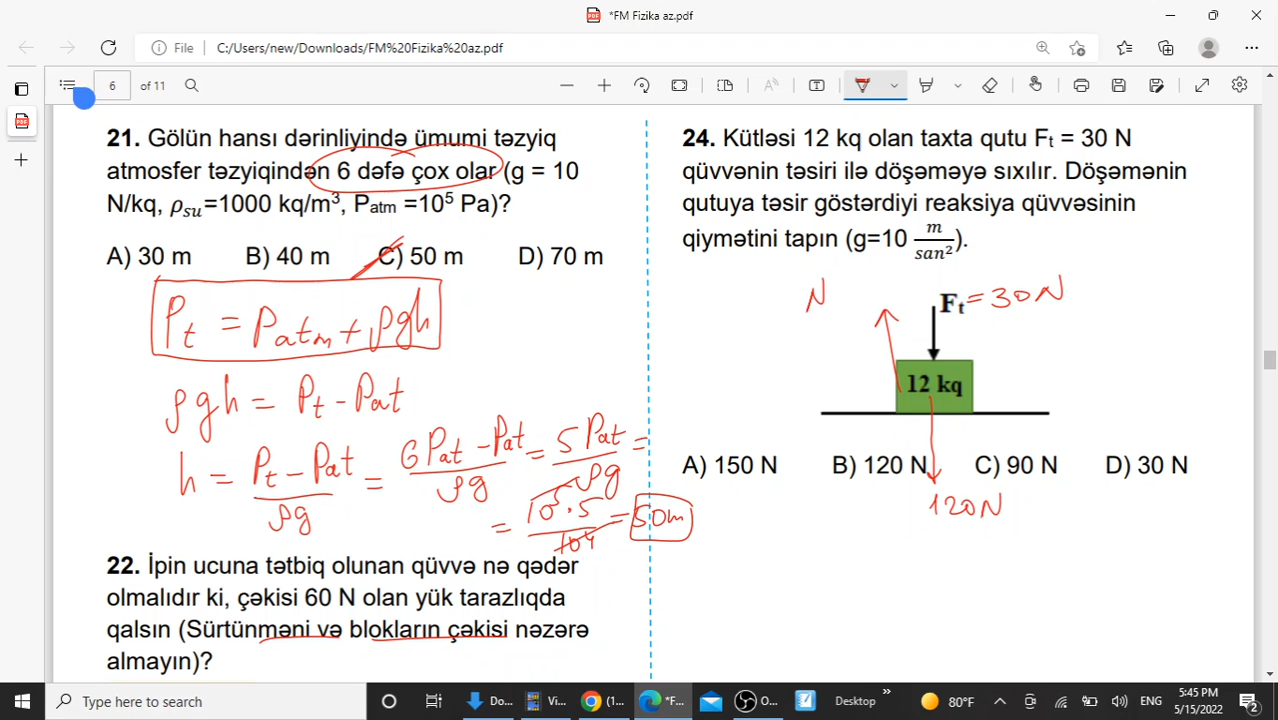 *FM Fizika az.pdf
File C:/Users/new/Downloads/FM%20Fizika%20az.pdf
6 of 11
21. Gölün hansı dərinliyində ümumi təzyiq
atmosfer təzyiqindən 6 dəfə çox olar (g = 10
N/kq, ρsu=1000 kq/m³, Patm =10⁵ Pa)?
A) 30 m B) 40 m C) 50 m D) 70 m
Pt = Patm + ρgh
ρgh = Pt - Pat
h = Pt - Pat / ρg = 6Pat - Pat / ρg = 5Pat / ρg =
= 10⁵·5 / 10⁴ = 50m
22. İpin ucuna tətbiq olunan qüvvə nə qədər
olmalıdır ki, çəkisi 60 N olan yük tarazlıqda
qalsın (Sürtünməni və blokların çəkisi nəzərə
almayın)?
24. Kütləsi 12 kq olan taxta qutu Ft = 30 N
qüvvənin təsiri ilə döşəməyə sıxılır. Döşəmənin
qutuya təsir göstərdiyi reaksiya qüvvəsinin
qiymətini tapın (g=10 m/san²).
N Ft = 30N
12 kq
A) 150 N B) 120 N C) 90 N D) 30 N
120N
Type here to search
Do... Vi... (1... *F... O... Desktop 80°F ENG
5:45 PM
5/15/2022
2